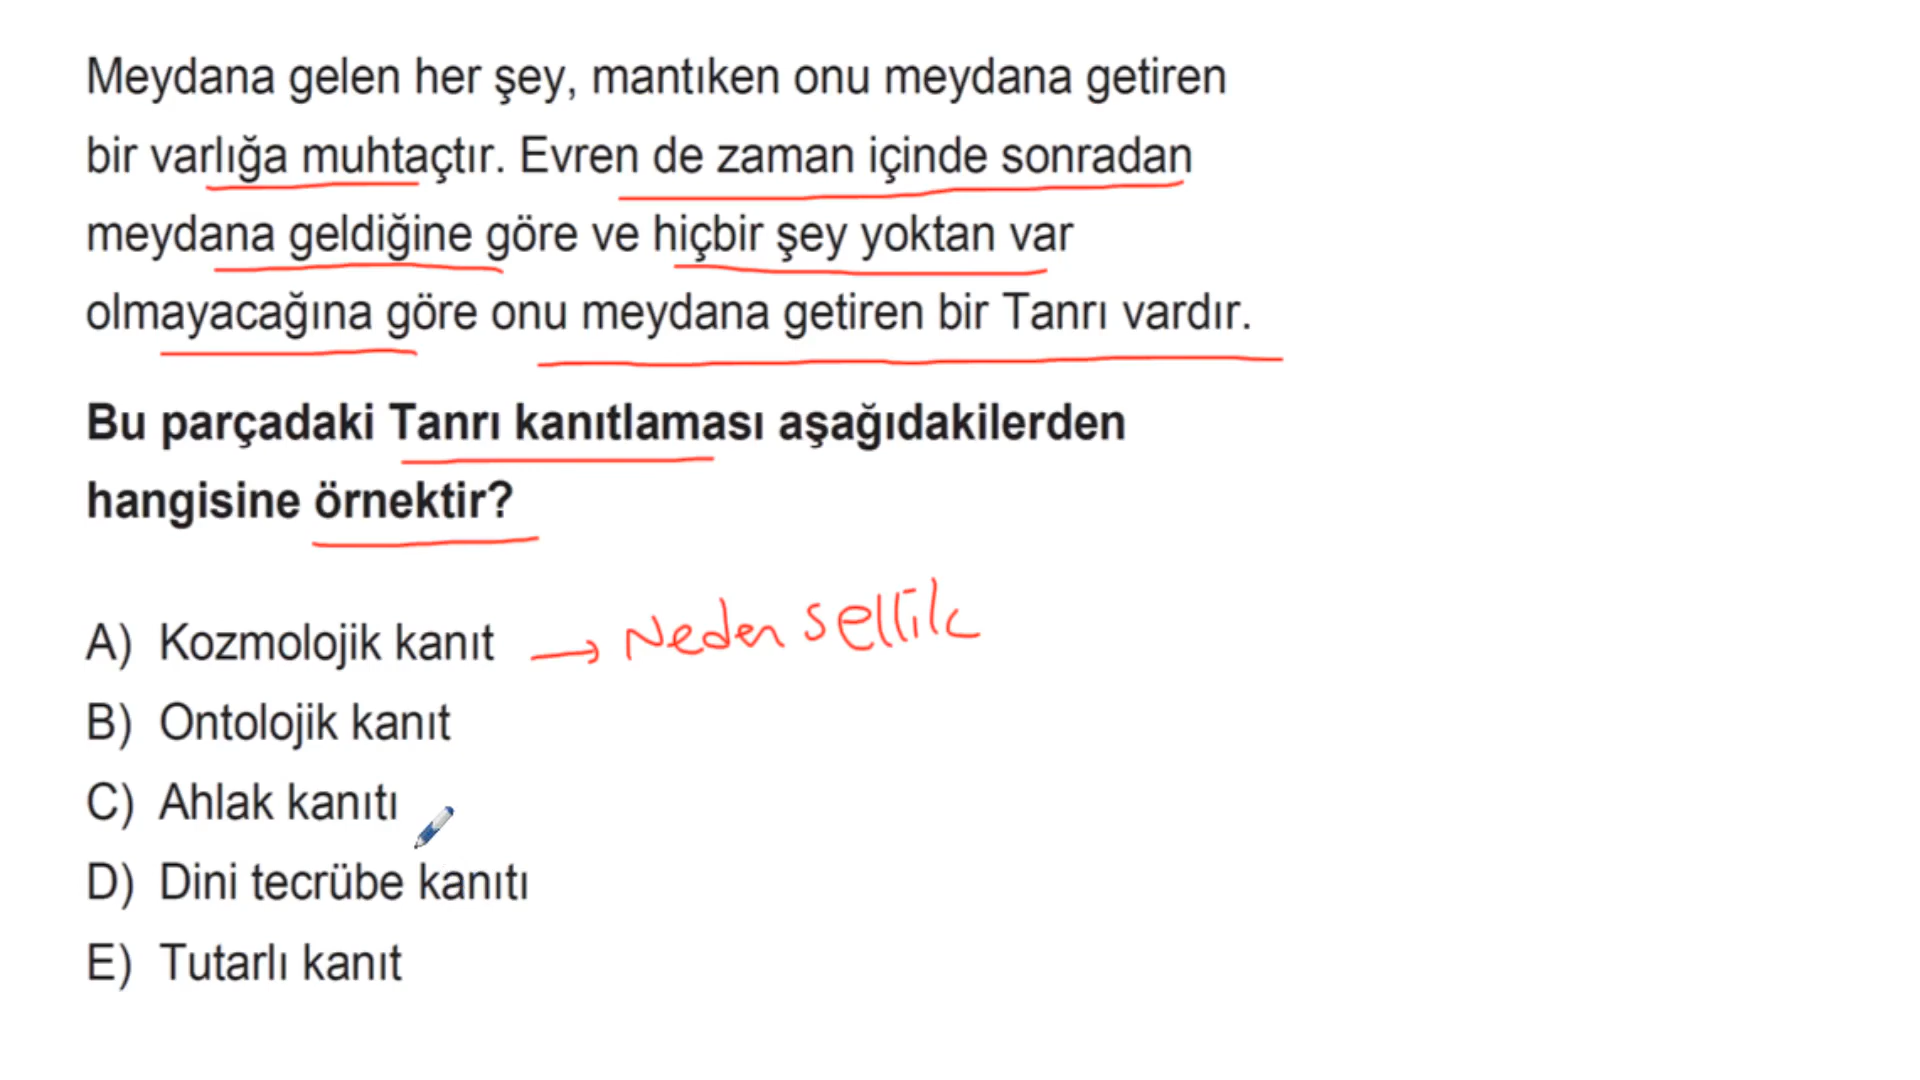 Meydana gelen her şey, mantıken onu meydana getiren
bir varlığa muhtaçtır. Evren de zaman içinde sonradan
meydana geldiğine göre ve hiçbir şey yoktan var
olmayacağına göre onu meydana getiren bir Tanrı vardır.
Bu parçadaki Tanrı kanıtlaması aşağıdakilerden
hangisine örnektir?
A) Kozmolojik kanıt → Nedensellik
B) Ontolojik kanıt
C) Ahlak kanıtı
D) Dini tecrübe kanıtı
E) Tutarlı kanıt